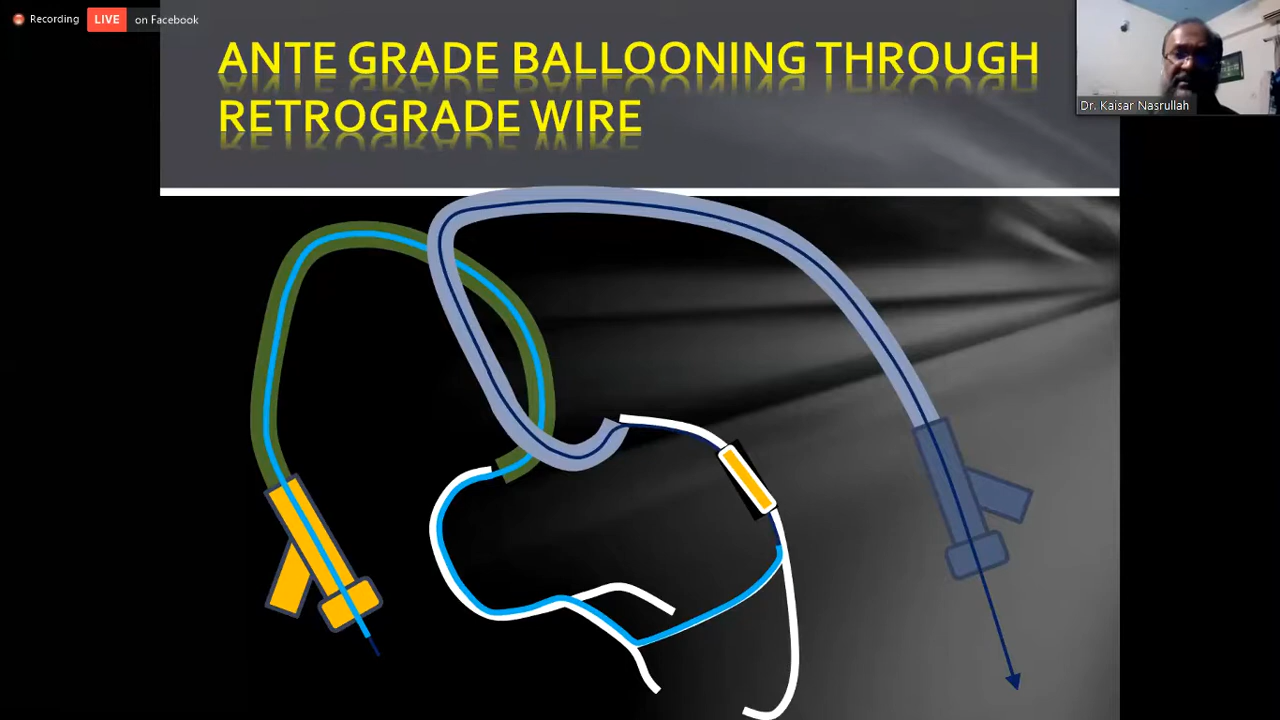 Recording LIVE on Facebook
ANTE GRADE BALLOONING THROUGH
RETROGRADE WIRE
Dr. Kaisar Nasrullah